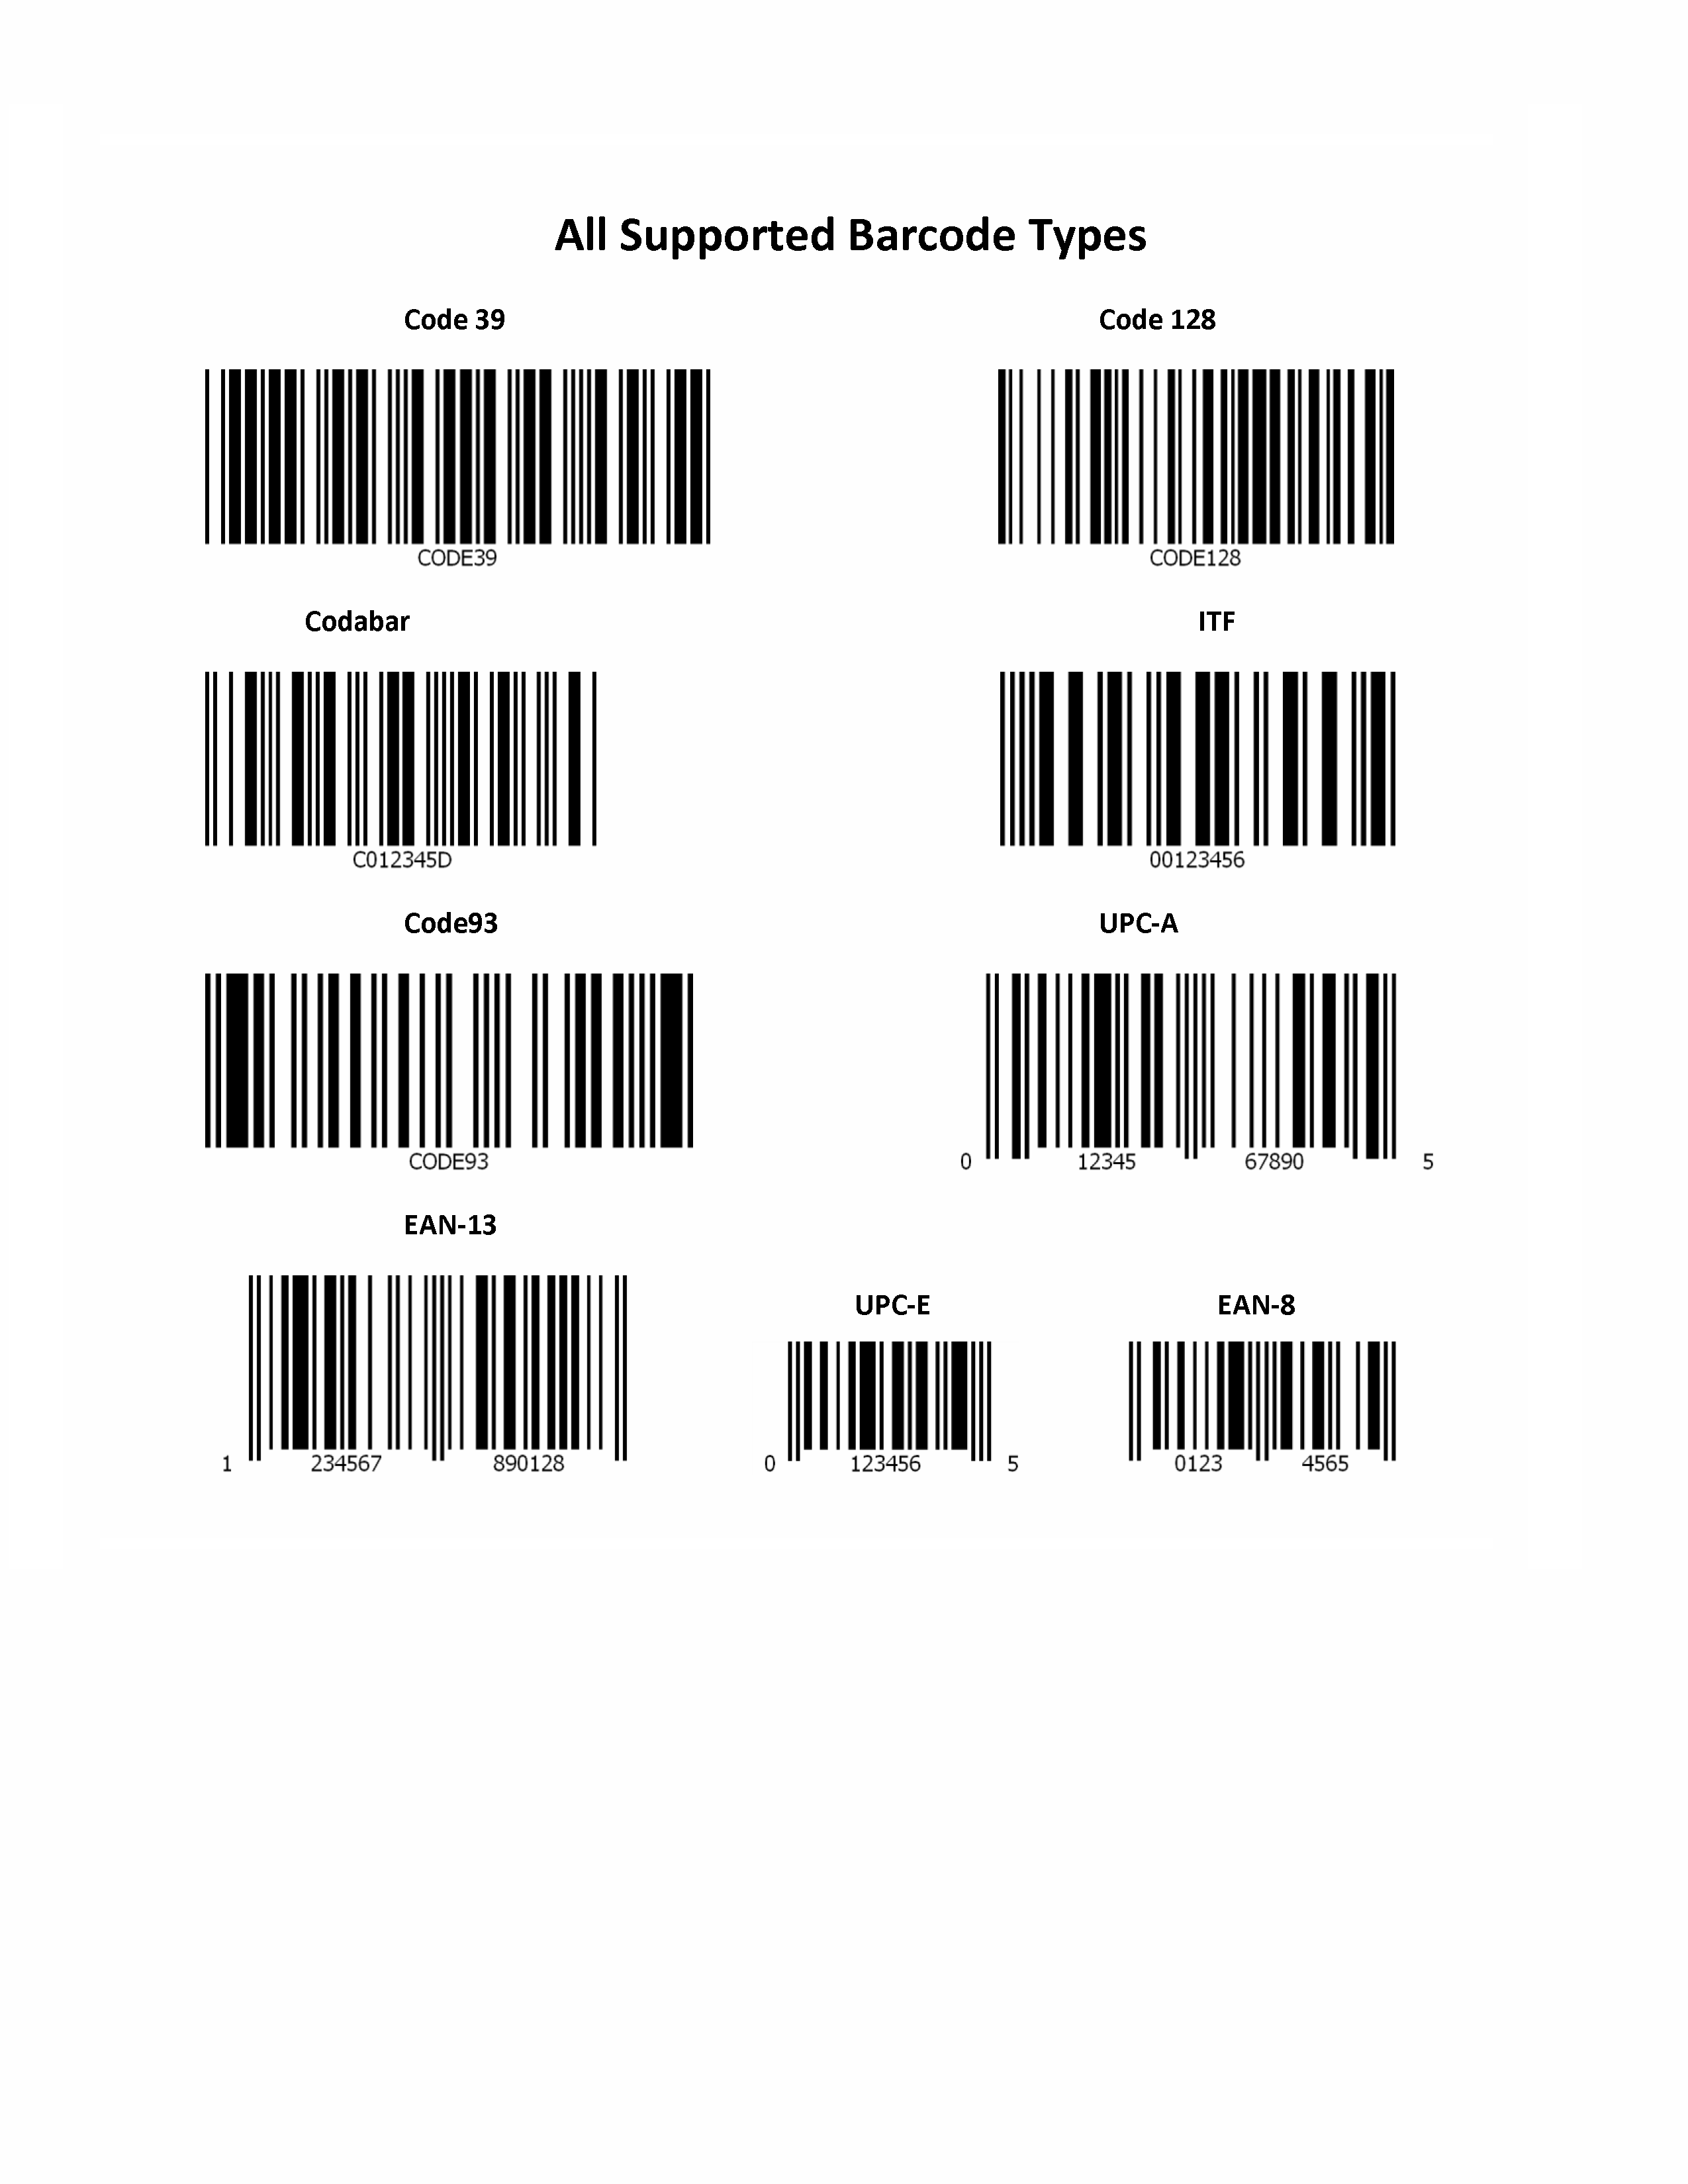 All Supported Barcode Types
Code 39
Code 128
CODE39
CODE128
Codabar
ITF
C012345D
00123456
Code93
UPC-A
CODE93
0 12345 67890 5
EAN-13
UPC-E
EAN-8
1 234567 890128
0 123456 5
0123 4565